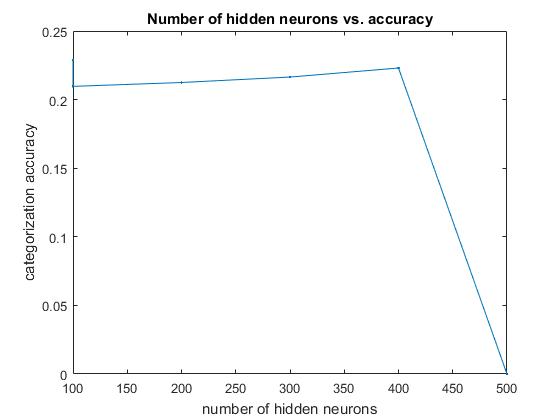 Number of hidden neurons vs. accuracy
0.25
0.2
0.15
0.1
0.05
0
categorization accuracy
100 150 200 250 300 350 400 450 500
number of hidden neurons